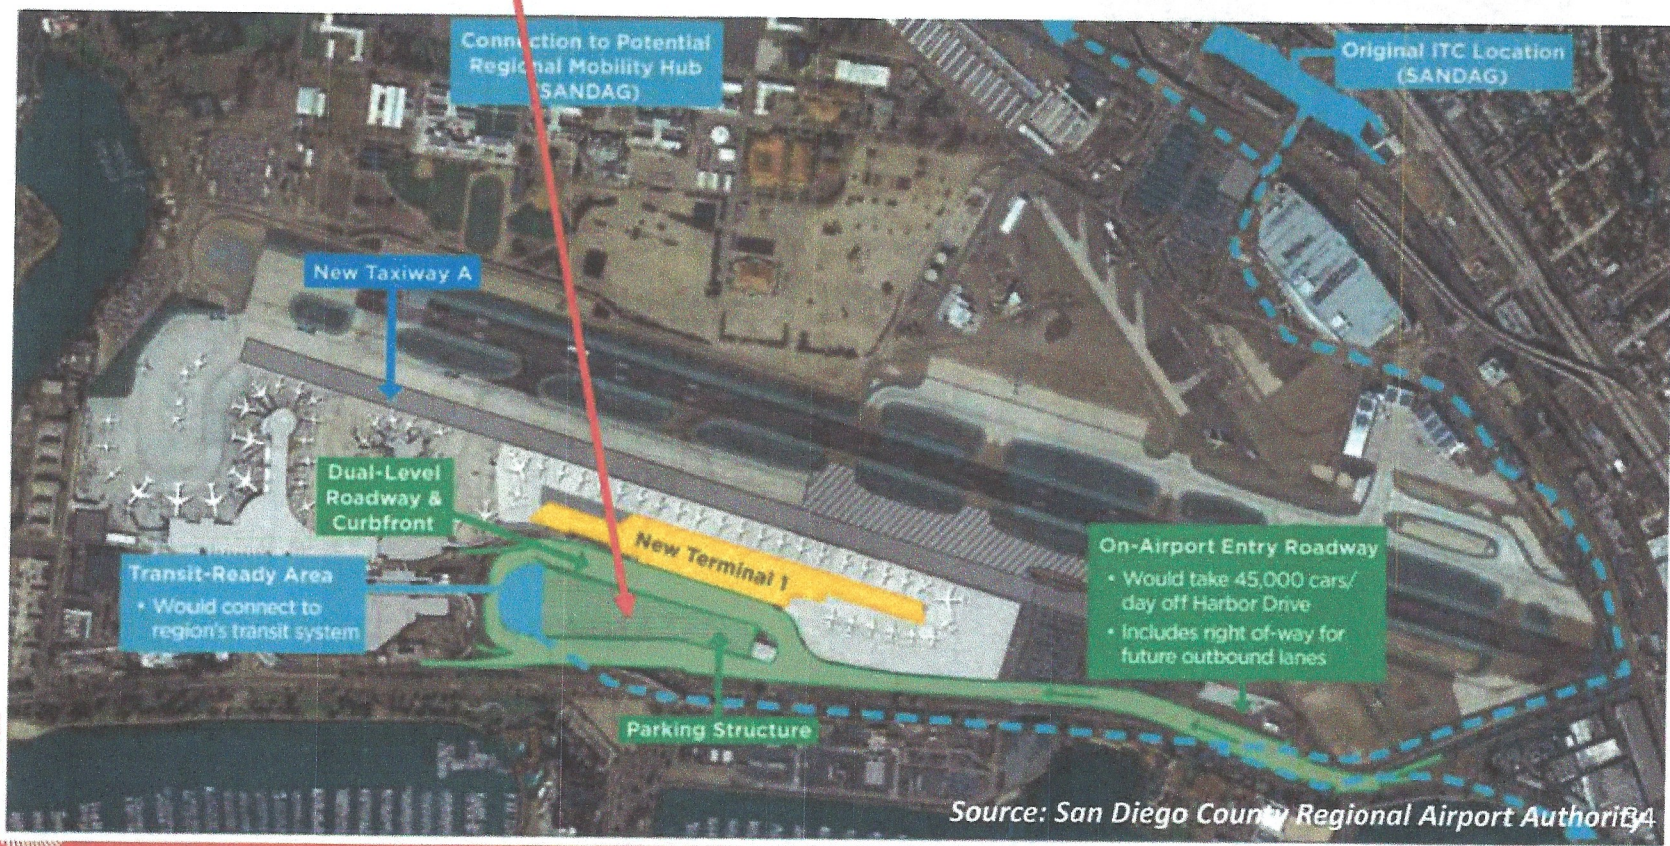 Connection to Potential
Regional Mobility Hub
(SANDAG)
Original ITC Location
(SANDAG)
New Taxiway A
Dual-Level
Roadway &
Curbfront
New Terminal 1
Transit-Ready Area
• Would connect to
region's transit system
On-Airport Entry Roadway
• Would take 45,000 cars/
day off Harbor Drive
• Includes right of-way for
future outbound lanes
Parking Structure
Source: San Diego County Regional Airport Authority
34